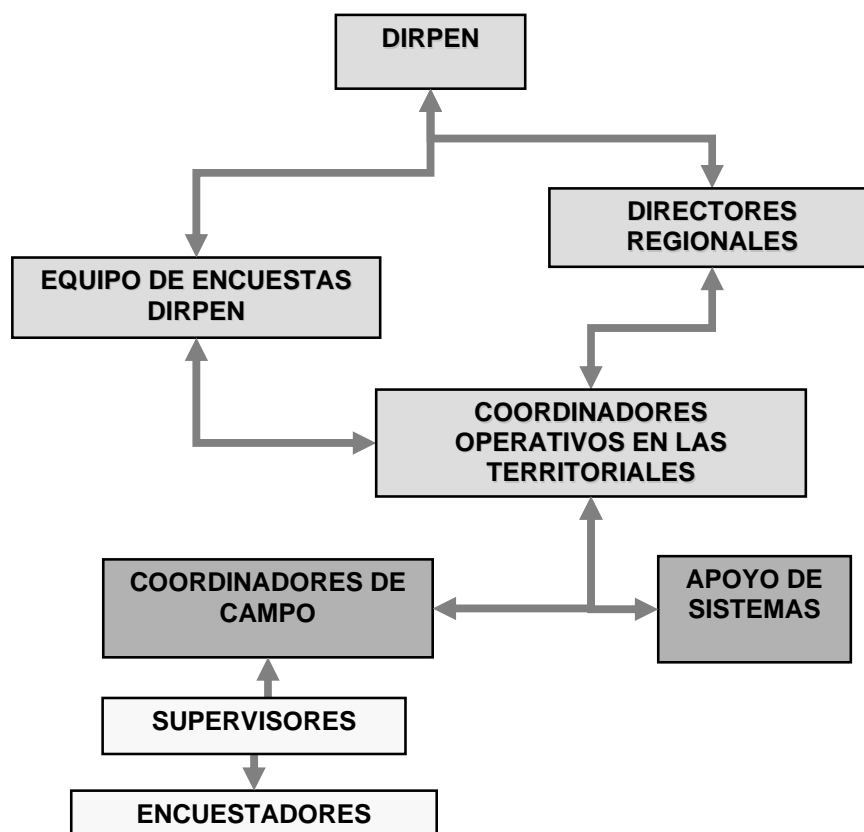 DIRPEN
DIRECTORES
REGIONALES
EQUIPO DE ENCUESTAS
DIRPEN
COORDINADORES
OPERATIVOS EN LAS
TERRITORIALES
COORDINADORES DE
CAMPO
APOYO DE
SISTEMAS
SUPERVISORES
ENCUESTADORES